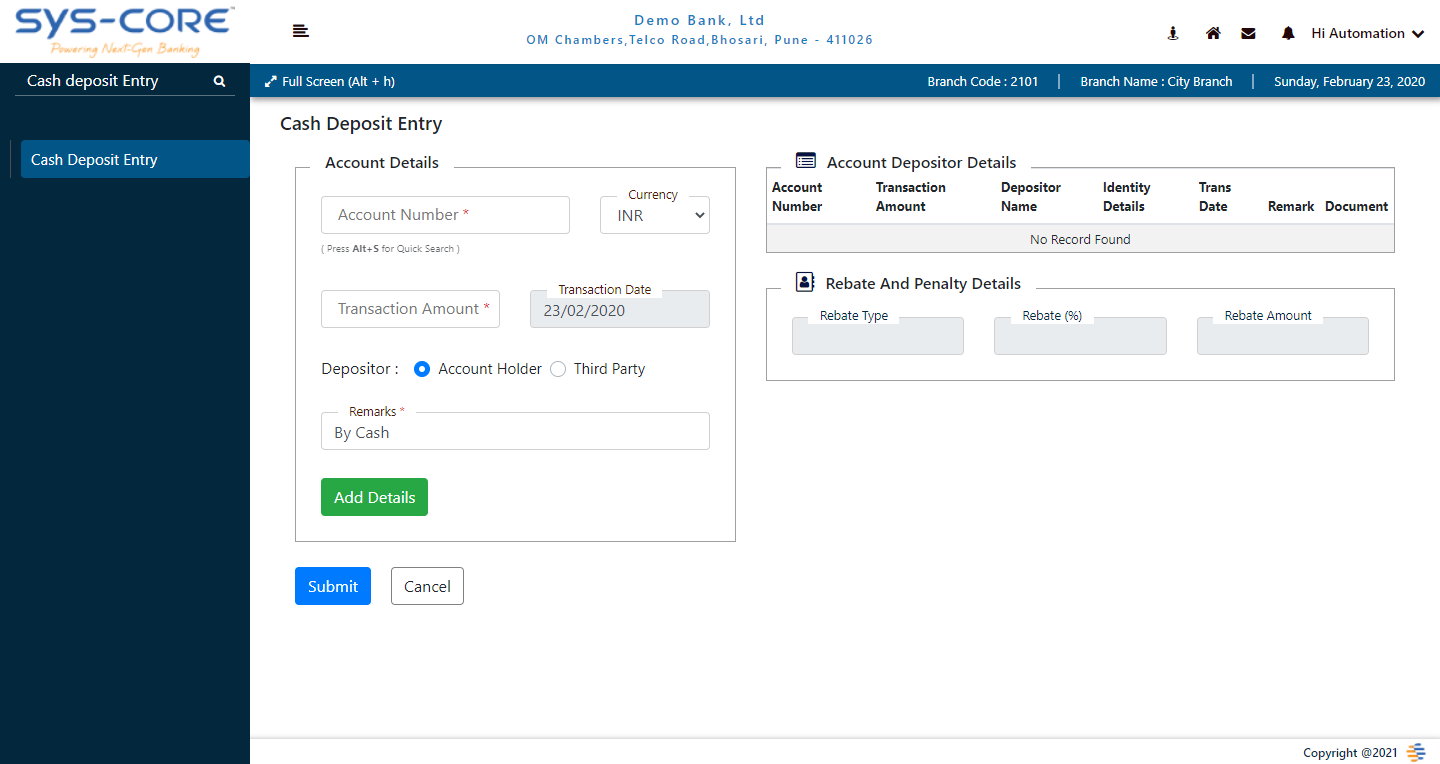 SYS-CORE™
Powering Next-Gen Banking
Demo Bank, Ltd
OM Chambers,Telco Road,Bhosari, Pune - 411026
Hi Automation
Cash deposit Entry
Full Screen (Alt + h)
Branch Code : 2101
Branch Name : City Branch
Sunday, February 23, 2020
Cash Deposit Entry
Cash Deposit Entry
Account Details
Account Number *
Currency
INR
( Press Alt+S for Quick Search )
Transaction Amount *
Transaction Date
23/02/2020
Depositor : Account Holder Third Party
Remarks *
By Cash
Add Details
Submit
Cancel
Account Depositor Details
Account Number
Transaction Amount
Depositor Name
Identity Details
Trans Date
Remark
Document
No Record Found
Rebate And Penalty Details
Rebate Type
Rebate (%)
Rebate Amount
Copyright @2021